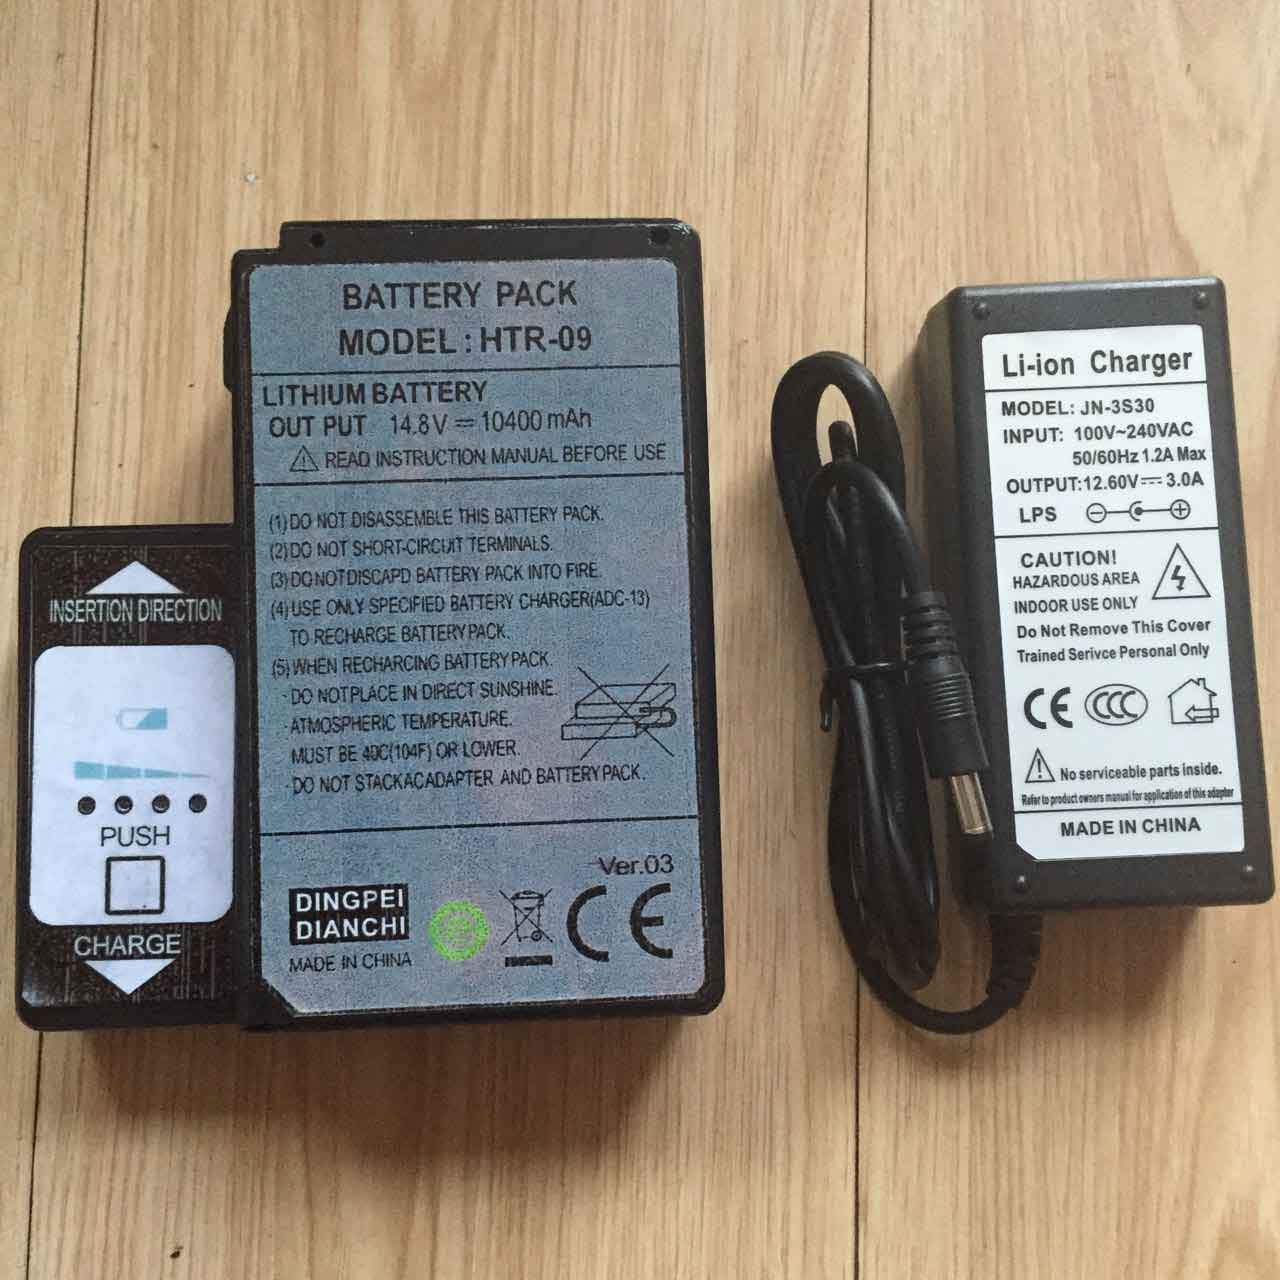 BATTERY PACK
MODEL : HTR-09
LITHIUM BATTERY
OUT PUT 14.8V⎓10400 mAh
READ INSTRUCTION MANUAL BEFORE USE
(1)DO NOT DISASSEMBLE THIS BATTERY PACK.
(2)DO NOT SHORT-CIRCUIT TERMINALS.
(3)DO NOT DISCAPD BATTERY PACK INTO FIRE.
(4)USE ONLY SPECIFIED BATTERY CHARGER(ADC-13)
TO RECHARGE BATTERY PACK.
(5)WHEN RECHARCING BATTERY PACK.
·DO NOT PLACE IN DIRECT SUNSHINE.
·ATMOSPHERIC TEMPERATURE.
MUST BE 40C(104F) OR LOWER.
·DO NOT STACKACADAPTER AND BATTERY PACK.
Ver.03
DINGPEI
DIANCHI
MADE IN CHINA
CE
INSERTION DIRECTION
PUSH
CHARGE
Li-ion Charger
MODEL: JN-3S30
INPUT: 100V~240VAC
50/60Hz 1.2A Max
OUTPUT:12.60V⎓3.0A
LPS
CAUTION!
HAZARDOUS AREA
INDOOR USE ONLY
Do Not Remove This Cover
Trained Serivce Personal Only
CE CCC
No serviceable parts inside.
Refer to product owners manual for application of this adapter
MADE IN CHINA